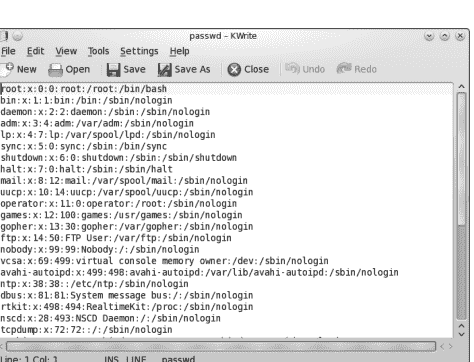 passwd – KWrite
File Edit View Tools Settings Help
New Open Save Save As Close Undo Redo
root:x:0:0:root:/root:/bin/bash
bin:x:1:1:bin:/bin:/sbin/nologin
daemon:x:2:2:daemon:/sbin:/sbin/nologin
adm:x:3:4:adm:/var/adm:/sbin/nologin
lp:x:4:7:lp:/var/spool/lpd:/sbin/nologin
sync:x:5:0:sync:/sbin:/bin/sync
shutdown:x:6:0:shutdown:/sbin:/sbin/shutdown
halt:x:7:0:halt:/sbin:/sbin/halt
mail:x:8:12:mail:/var/spool/mail:/sbin/nologin
uucp:x:10:14:uucp:/var/spool/uucp:/sbin/nologin
operator:x:11:0:operator:/root:/sbin/nologin
games:x:12:100:games:/usr/games:/sbin/nologin
gopher:x:13:30:gopher:/var/gopher:/sbin/nologin
ftp:x:14:50:FTP User:/var/ftp:/sbin/nologin
nobody:x:99:99:Nobody:/:/sbin/nologin
vcsa:x:69:499:virtual console memory owner:/dev:/sbin/nologin
avahi-autoipd:x:499:498:avahi-autoipd:/var/lib/avahi-autoipd:/sbin/nologin
ntp:x:38:38::/etc/ntp:/sbin/nologin
dbus:x:81:81:System message bus:/:/sbin/nologin
rtkit:x:498:494:RealtimeKit:/proc:/sbin/nologin
nscd:x:28:493:NSCD Daemon:/:/sbin/nologin
tcpdump:x:72:72::/:/sbin/nologin
Line: 1 Col: 1 INS LINE passwd